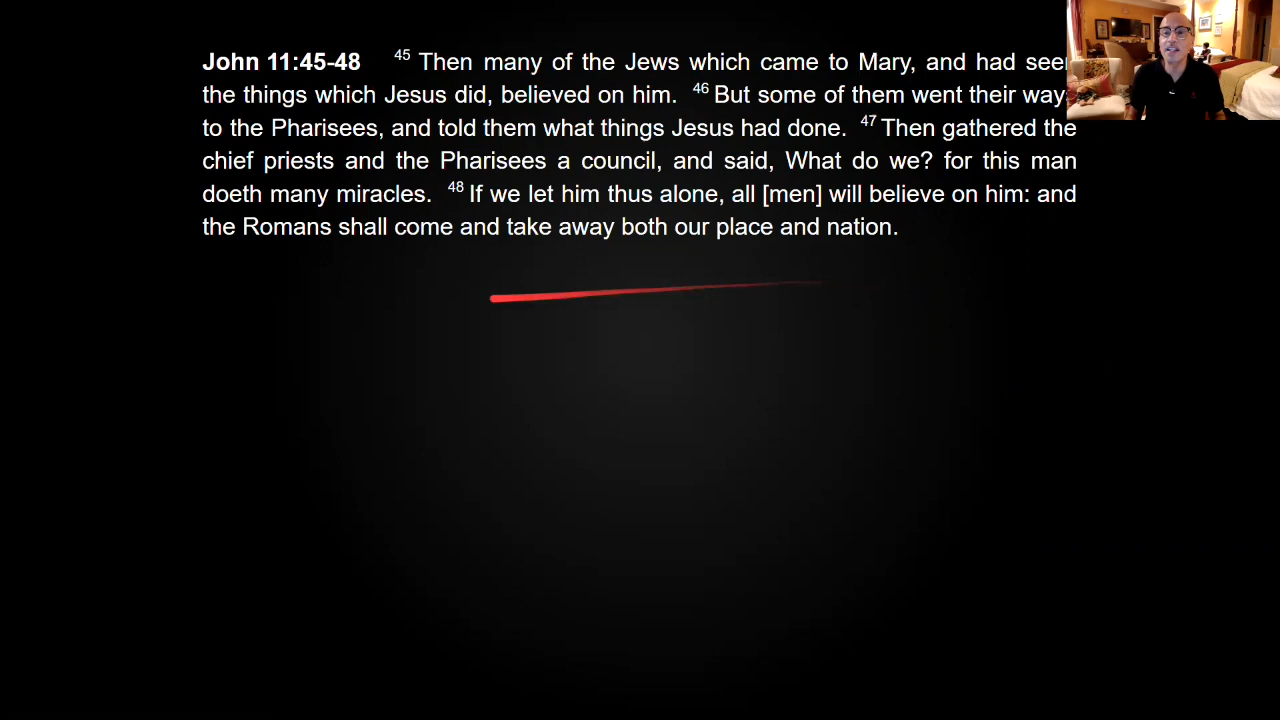 John 11:45-48 45 Then many of the Jews which came to Mary, and had seen
the things which Jesus did, believed on him. 46 But some of them went their ways
to the Pharisees, and told them what things Jesus had done. 47 Then gathered the
chief priests and the Pharisees a council, and said, What do we? for this man
doeth many miracles. 48 If we let him thus alone, all [men] will believe on him: and
the Romans shall come and take away both our place and nation.